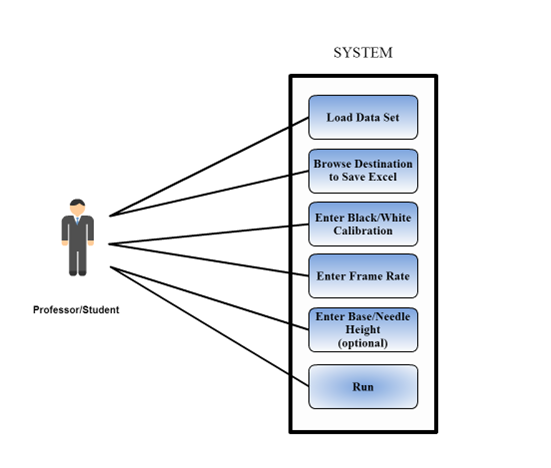 SYSTEM
Load Data Set
Browse Destination
to Save Excel
Enter Black/White
Calibration
Enter Frame Rate
Enter Base/Needle
Height
(optional)
Run
Professor/Student